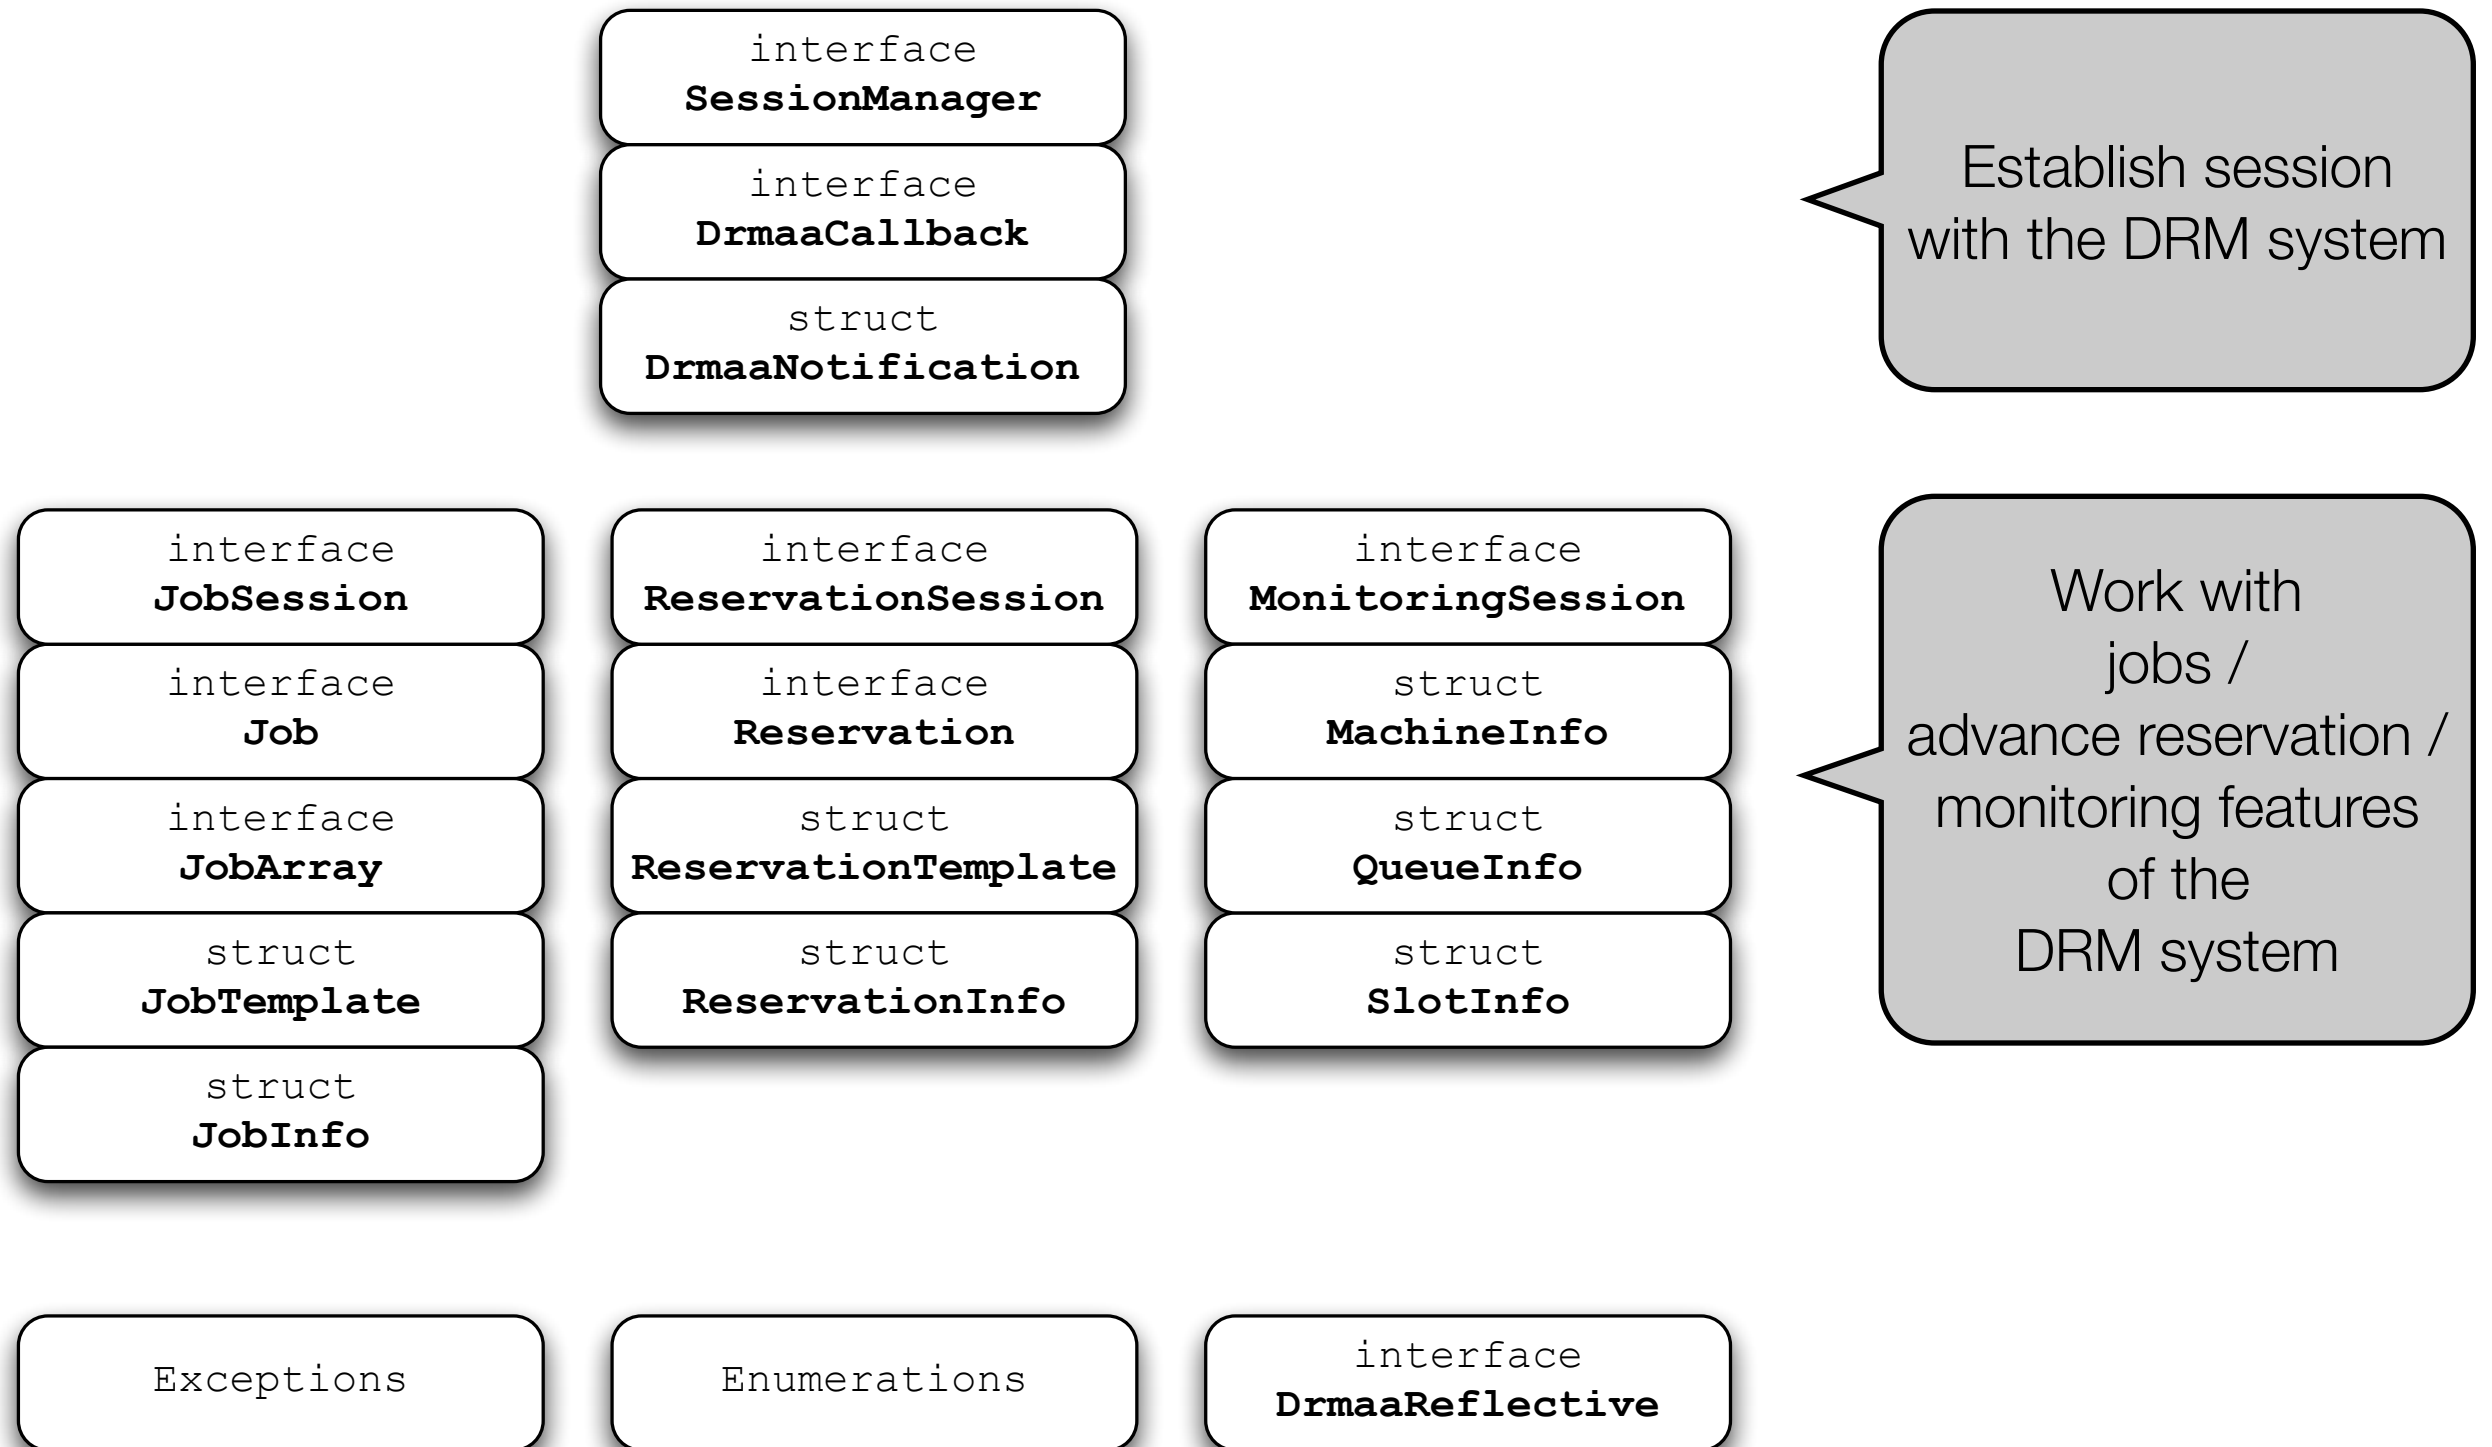 interface
SessionManager
interface
DrmaaCallback
struct
DrmaaNotification
Establish session
with the DRM system
interface
JobSession
interface
Job
interface
JobArray
struct
JobTemplate
struct
JobInfo
interface
ReservationSession
interface
Reservation
struct
ReservationTemplate
struct
ReservationInfo
interface
MonitoringSession
struct
MachineInfo
struct
QueueInfo
struct
SlotInfo
Work with
jobs /
advance reservation /
monitoring features
of the
DRM system
Exceptions
Enumerations
interface
DrmaaReflective